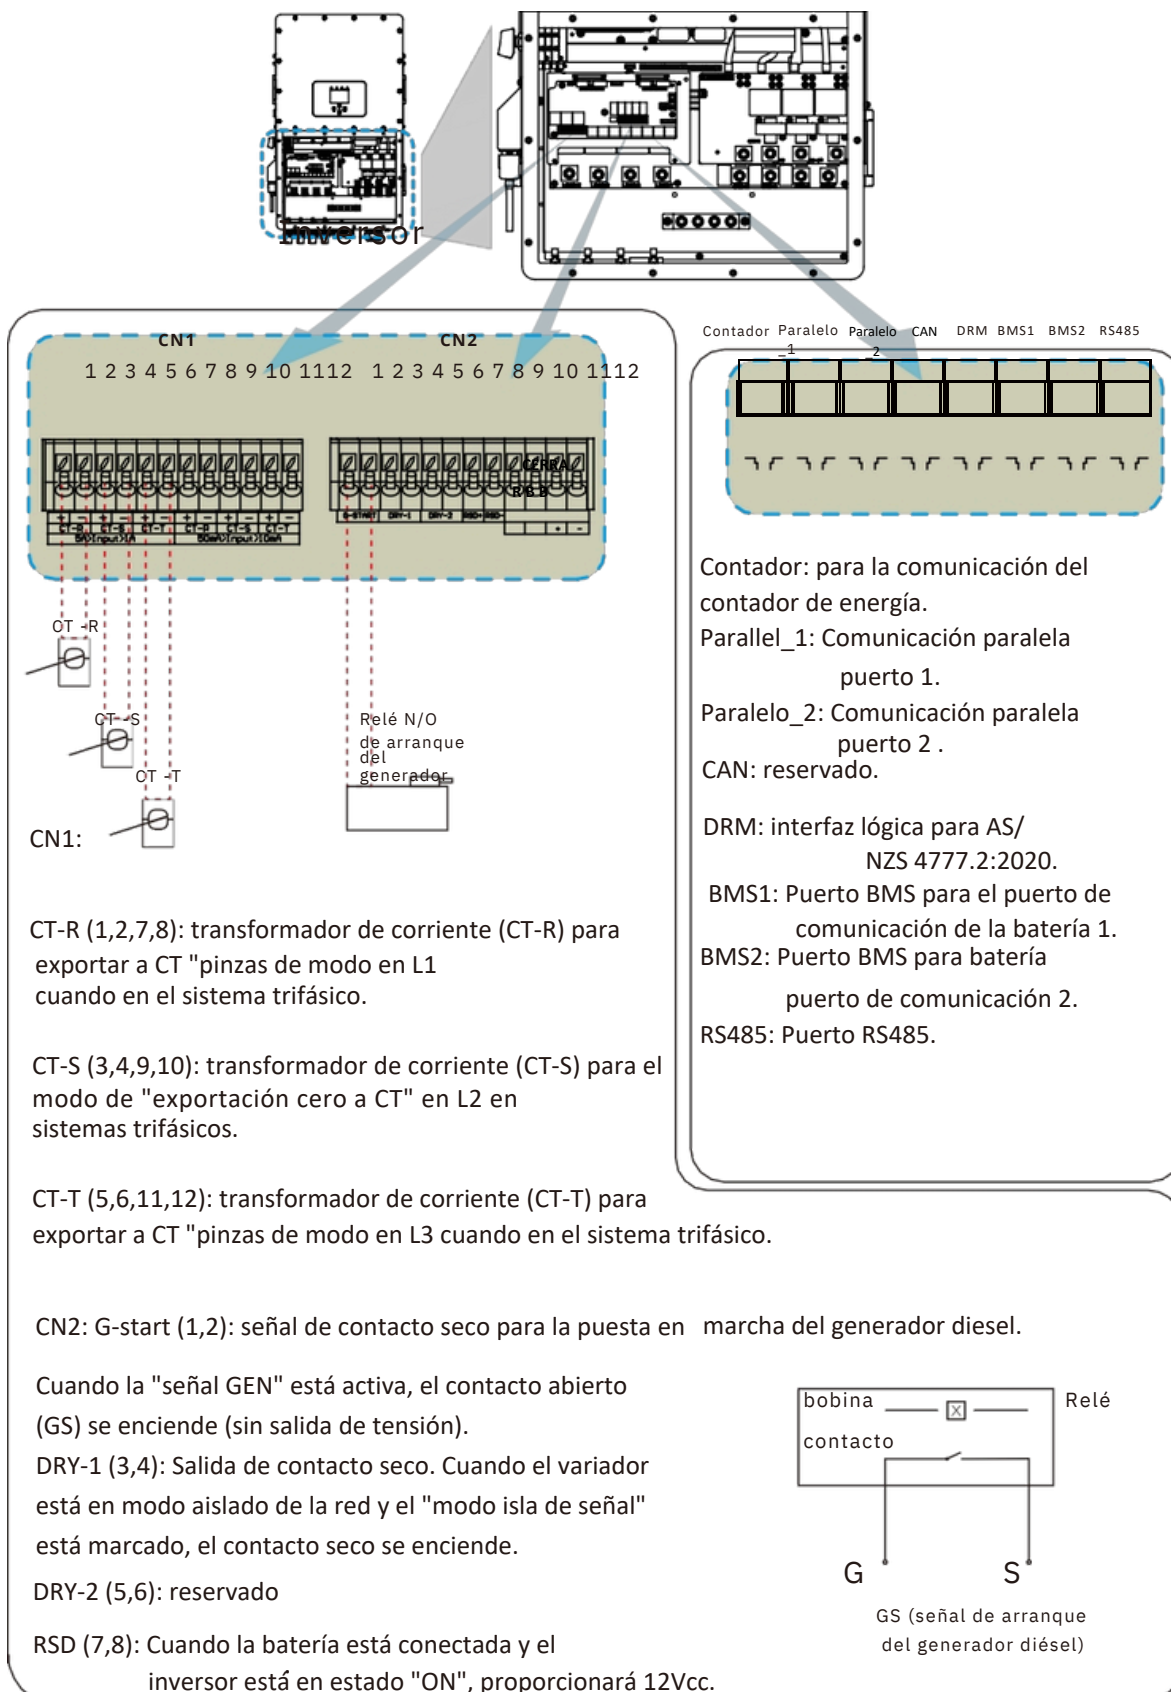 Inversor
CN1
CN2
1 2 3 4 5 6 7 8 9 10 1112
1 2 3 4 5 6 7 8 9 10 1112
CERRA
R B B
+ - + - + - + - + - + -
CT-R CT-S CT-T CT-R CT-S CT-T
5A>Input>1A
50mA>Input>10mA
G-START DRY-1 DRY-2 RSD+ RSD-
+ -
CT -R
CT -S
CT -T
Relé N/O
de arranque
del
generador
Contador Paralelo Paralelo CAN DRM BMS1 BMS2 RS485
_1 _2
Contador: para la comunicación del
contador de energía.
Parallel_1: Comunicación paralela
puerto 1.
Paralelo_2: Comunicación paralela
puerto 2 .
CAN: reservado.
DRM: interfaz lógica para AS/
NZS 4777.2:2020.
BMS1: Puerto BMS para el puerto de
comunicación de la batería 1.
BMS2: Puerto BMS para batería
puerto de comunicación 2.
RS485: Puerto RS485.
CN1:
CT-R (1,2,7,8): transformador de corriente (CT-R) para
exportar a CT "pinzas de modo en L1
cuando en el sistema trifásico.
CT-S (3,4,9,10): transformador de corriente (CT-S) para el
modo de "exportación cero a CT" en L2 en
sistemas trifásicos.
CT-T (5,6,11,12): transformador de corriente (CT-T) para
exportar a CT "pinzas de modo en L3 cuando en el sistema trifásico.
CN2: G-start (1,2): señal de contacto seco para la puesta en marcha del generador diesel.
Cuando la "señal GEN" está activa, el contacto abierto
(GS) se enciende (sin salida de tensión).
DRY-1 (3,4): Salida de contacto seco. Cuando el variador
está en modo aislado de la red y el "modo isla de señal"
está marcado, el contacto seco se enciende.
DRY-2 (5,6): reservado
RSD (7,8): Cuando la batería está conectada y el
inversor está en estado "ON", proporcionará 12Vcc.
bobina
Relé
contacto
G S
GS (señal de arranque
del generador diésel)